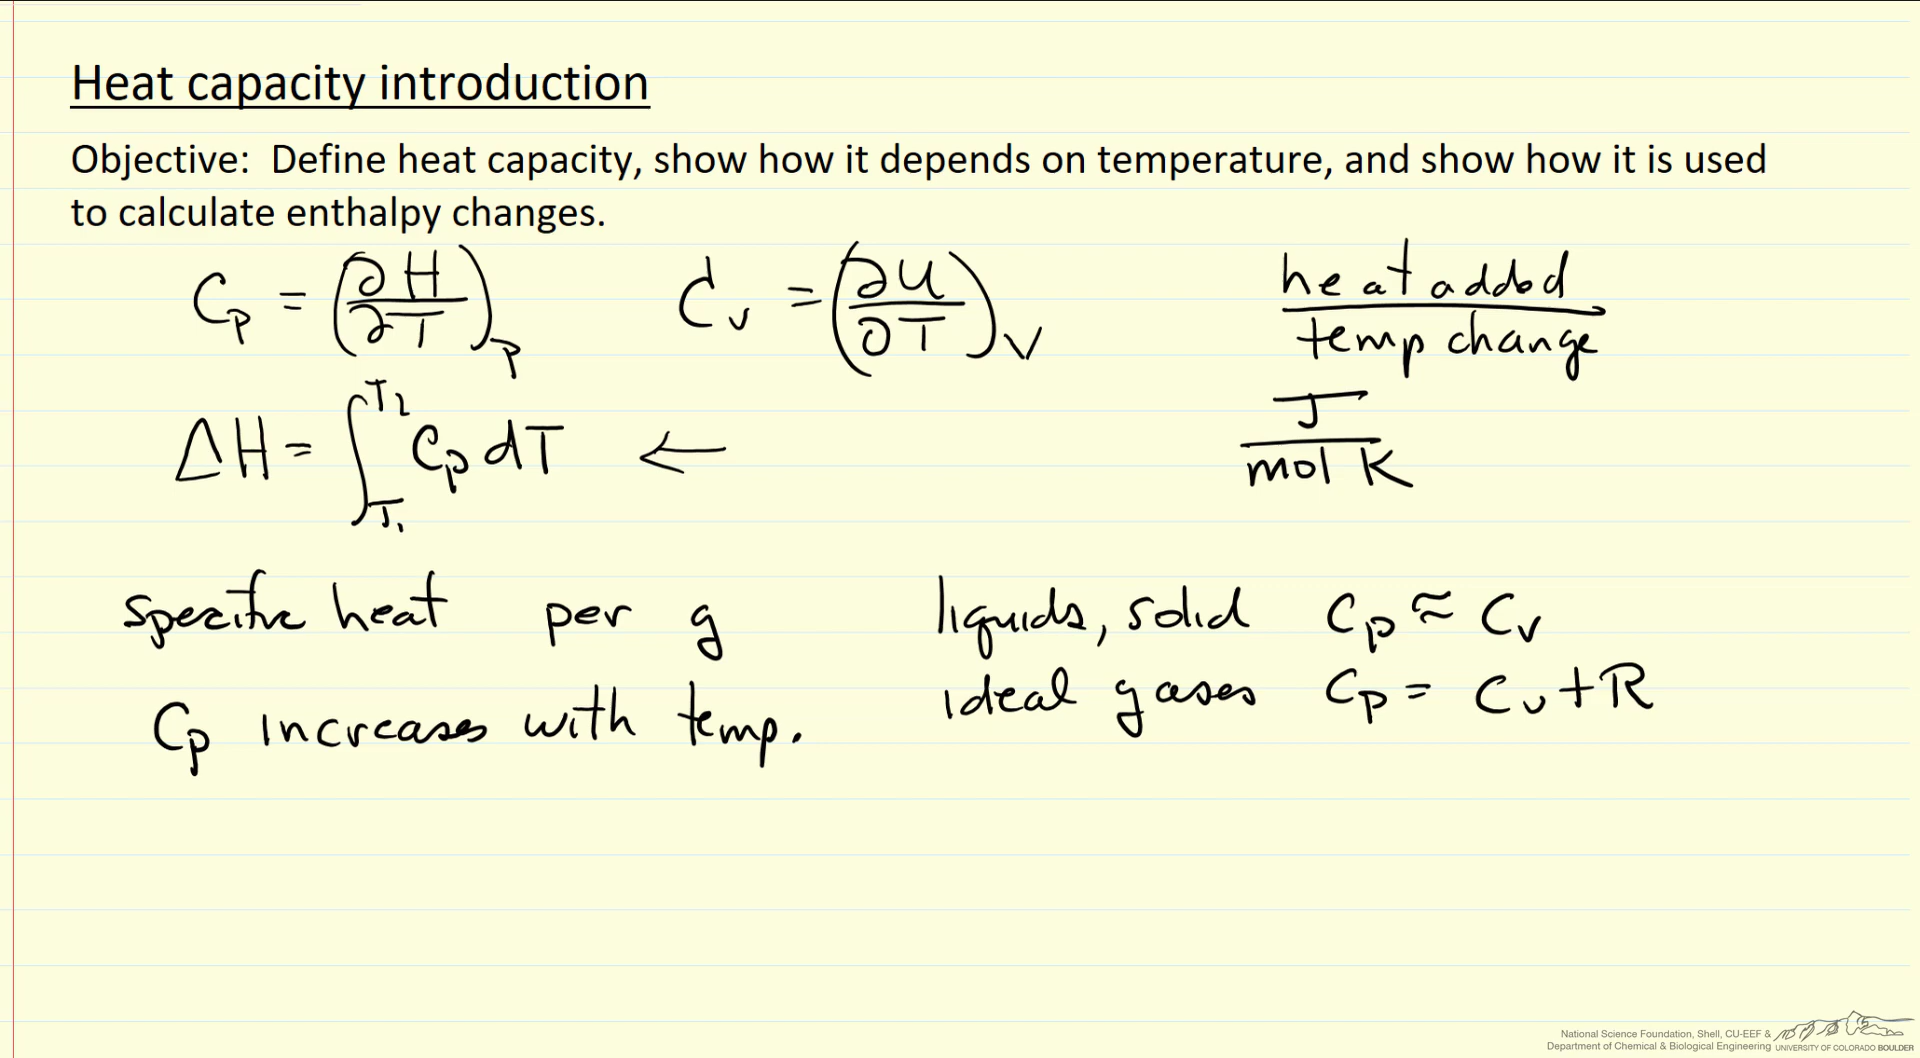 Heat capacity introduction
Objective: Define heat capacity, show how it depends on temperature, and show how it is used
to calculate enthalpy changes.
Cp = (∂H/∂T)P   Cv = (∂U/∂T)V   heat added / temp change
ΔH = ∫T1T2 Cp dT ←   J / mol K
specific heat   per g   liquids, solid   Cp ≈ Cv
Cp increases with temp.   ideal gases   Cp = Cv + R
National Science Foundation, Shell, CU-EEF &
Department of Chemical & Biological Engineering UNIVERSITY OF COLORADO BOULDER